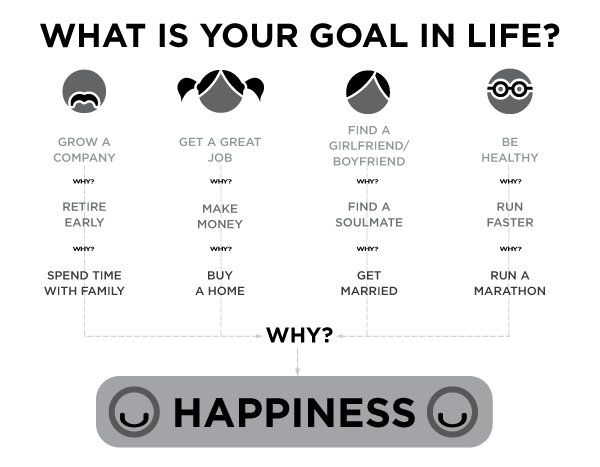 WHAT IS YOUR GOAL IN LIFE?
GROW A
COMPANY
WHY?
RETIRE
EARLY
WHY?
SPEND TIME
WITH FAMILY
GET A GREAT
JOB
WHY?
MAKE
MONEY
WHY?
BUY
A HOME
FIND A
GIRLFRIEND/
BOYFRIEND
WHY?
FIND A
SOULMATE
WHY?
GET
MARRIED
BE
HEALTHY
WHY?
RUN
FASTER
WHY?
RUN A
MARATHON
WHY?
HAPPINESS